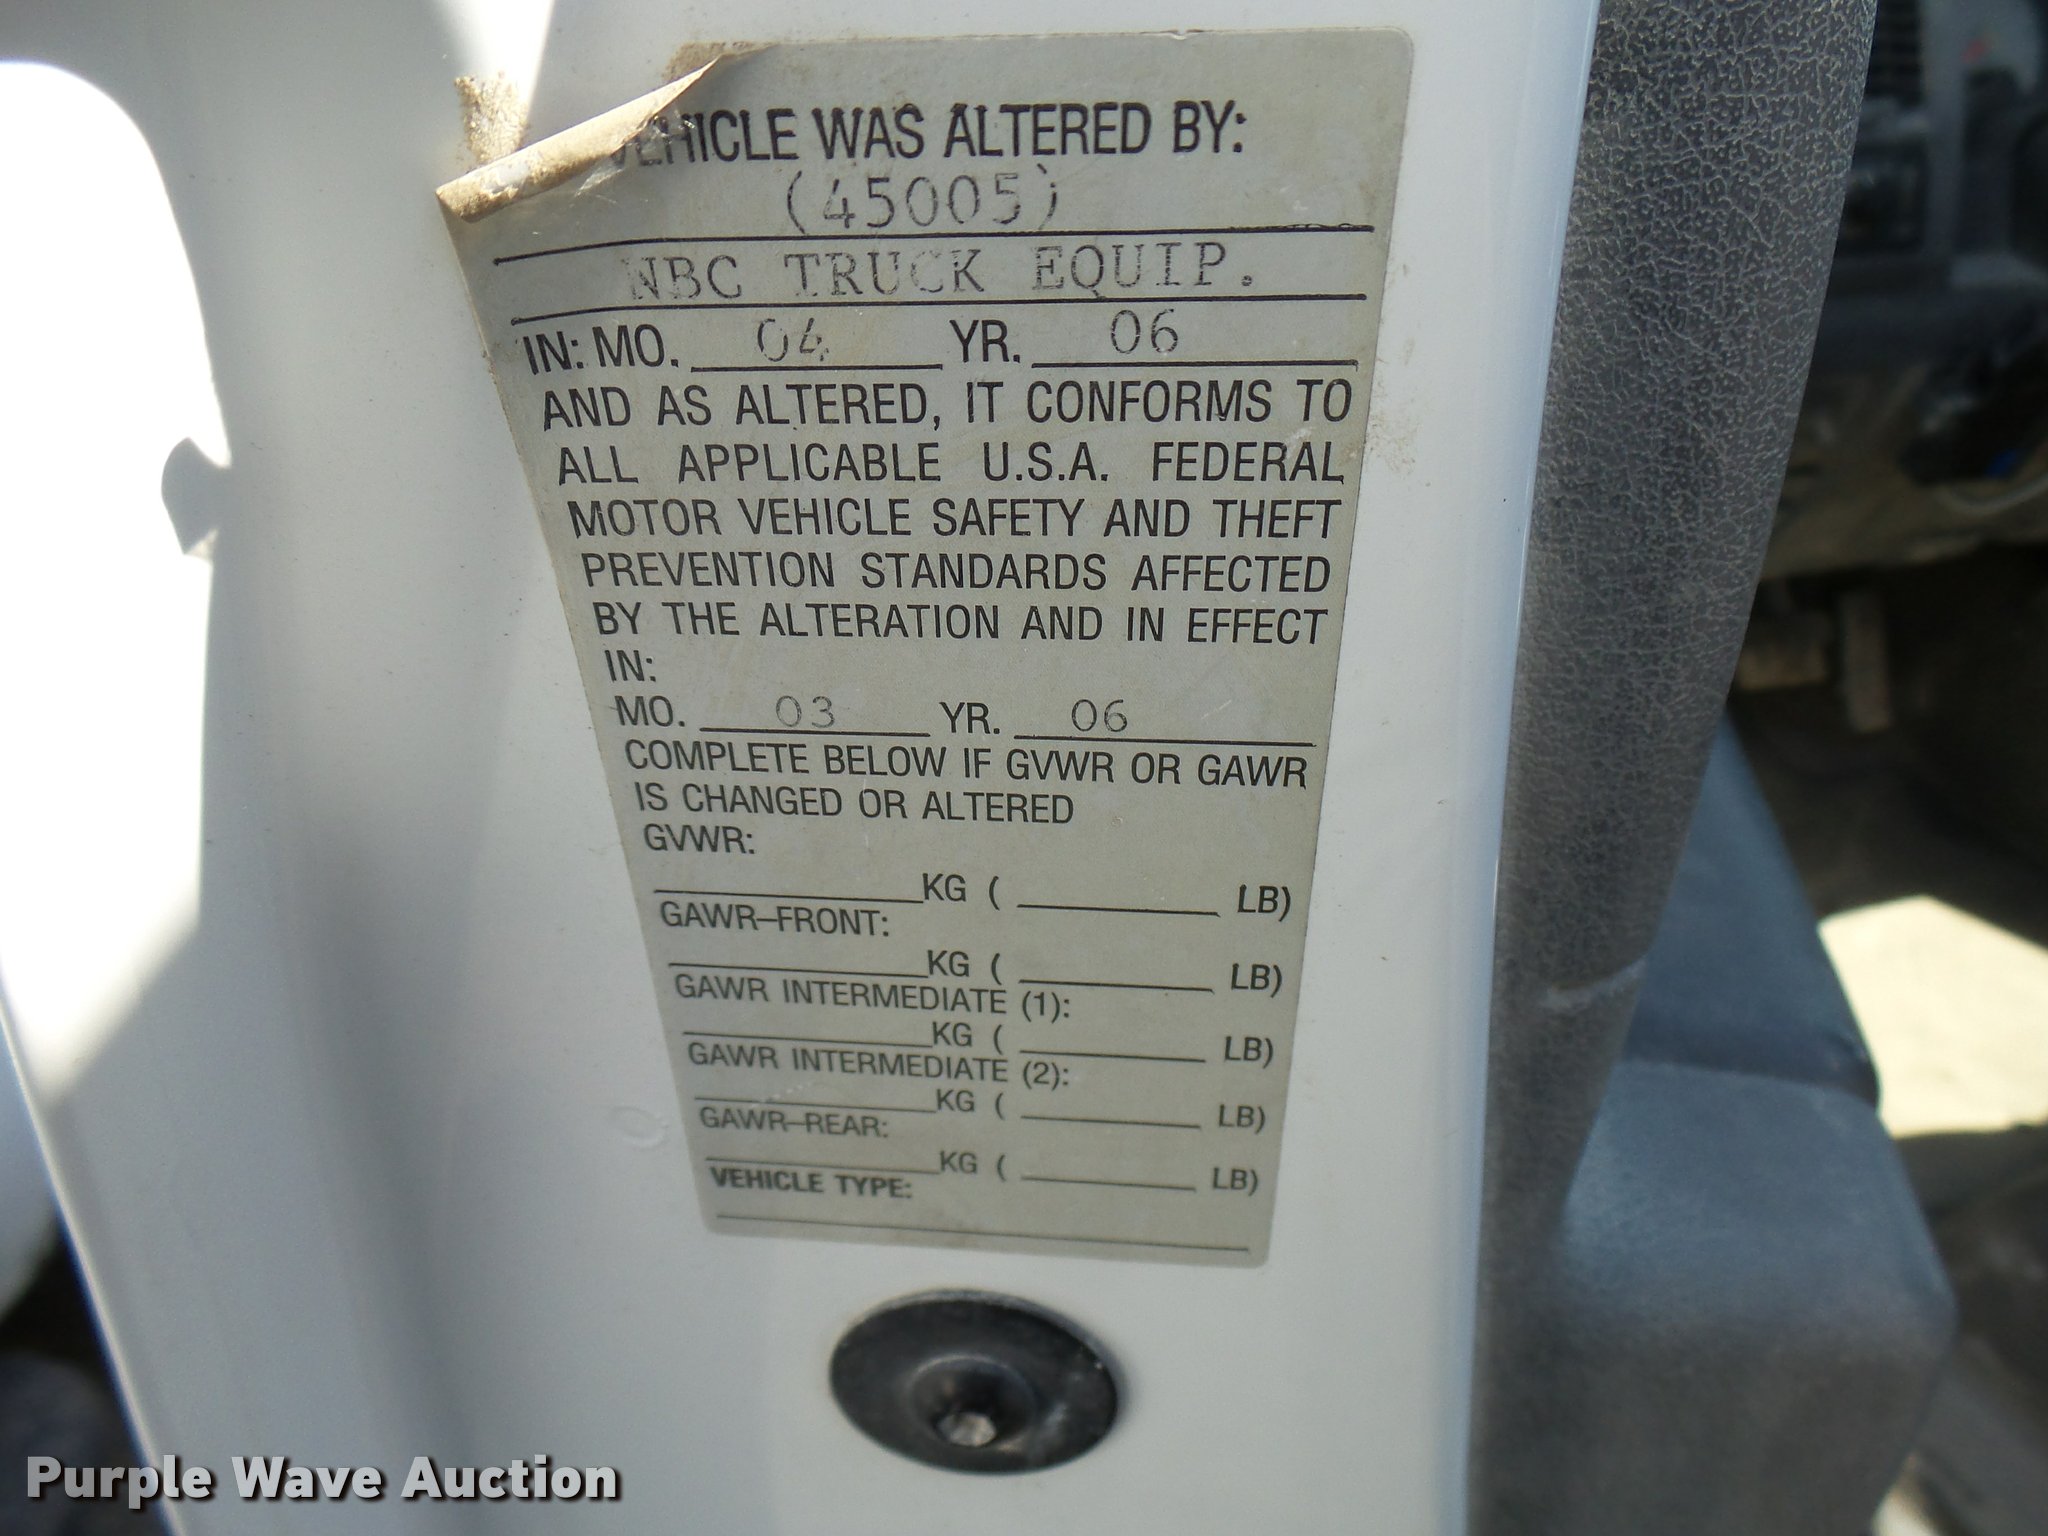 VEHICLE WAS ALTERED BY:
(45005)
NBC TRUCK EQUIP.
IN: MO. 04 YR. 06
AND AS ALTERED, IT CONFORMS TO
ALL APPLICABLE U.S.A. FEDERAL
MOTOR VEHICLE SAFETY AND THEFT
PREVENTION STANDARDS AFFECTED
BY THE ALTERATION AND IN EFFECT
IN:
MO. 03 YR. 06
COMPLETE BELOW IF GVWR OR GAWR
IS CHANGED OR ALTERED
GVWR:
KG ( LB)
GAWR-FRONT:
KG ( LB)
GAWR INTERMEDIATE (1):
KG ( LB)
GAWR INTERMEDIATE (2):
KG ( LB)
GAWR-REAR:
KG ( LB)
VEHICLE TYPE:
Purple Wave Auction